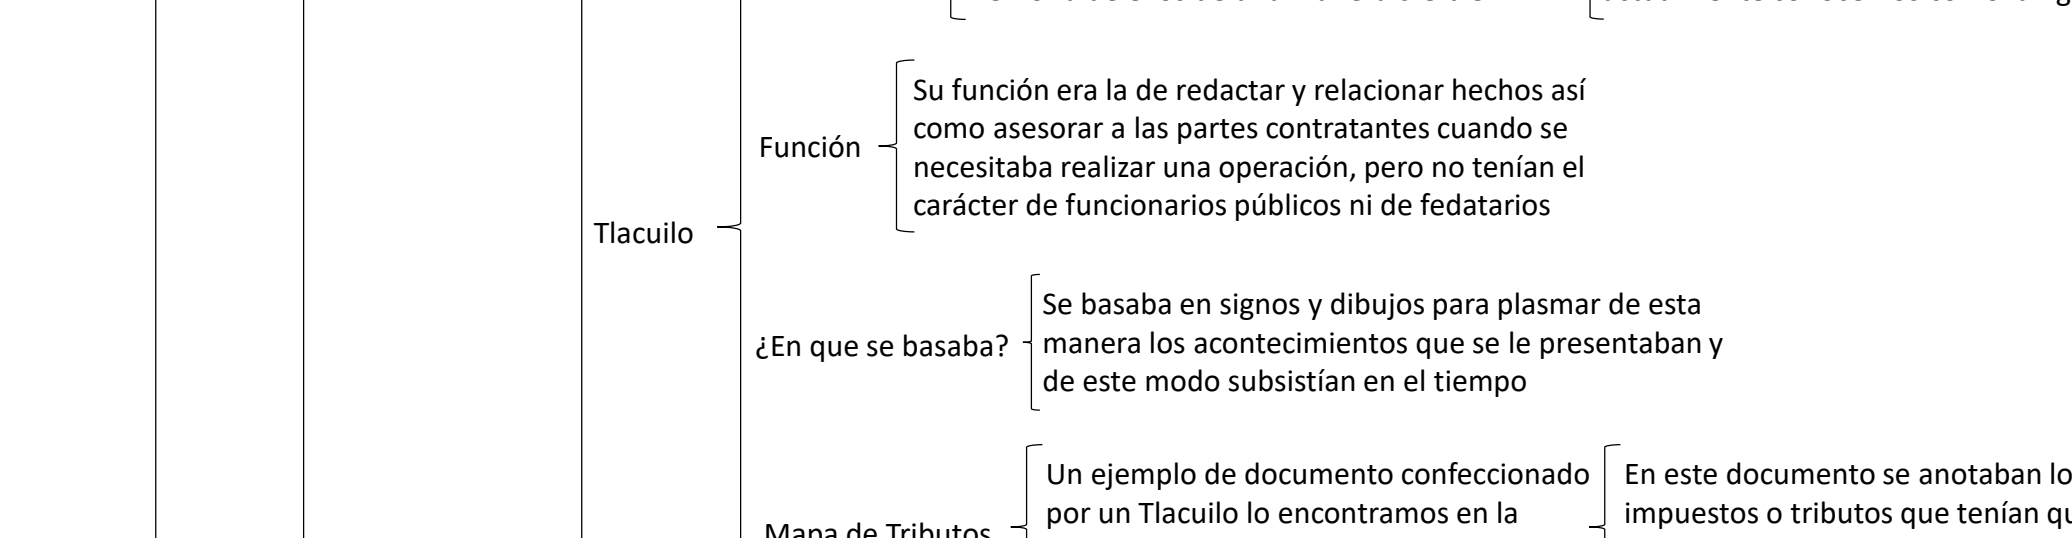 Su función era la de redactar y relacionar hechos así
como asesorar a las partes contratantes cuando se
Función
necesitaba realizar una operación, pero no tenían el
carácter de funcionarios públicos ni de fedatarios
Tlacuilo
Se basaba en signos y dibujos para plasmar de esta
¿En que se basaba?
manera los acontecimientos que se le presentaban y
de este modo subsistían en el tiempo
Un ejemplo de documento confeccionado
por un Tlacuilo lo encontramos en la
En este documento se anotaban
impuestos o tributos que tenían
Mapa de Tributos